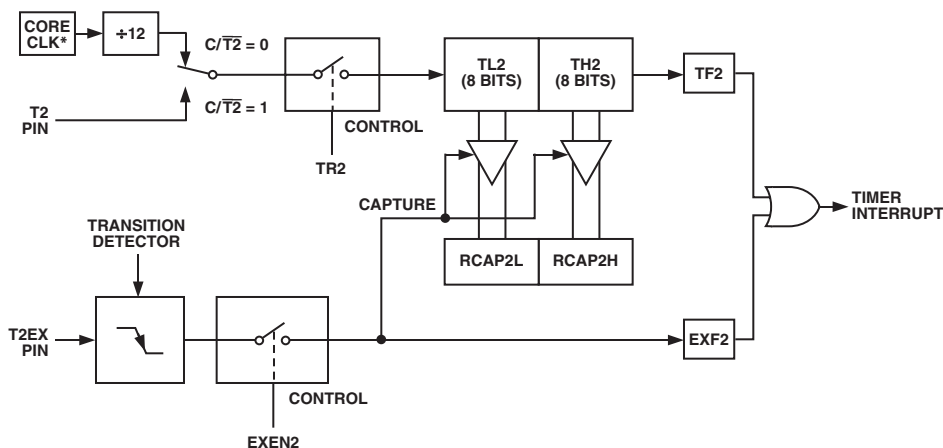 CORE
CLK*
÷12
C/T2 = 0
C/T2 = 1
T2
PIN
CONTROL
TR2
TL2
(8 BITS)
TH2
(8 BITS)
TF2
CAPTURE
TIMER
INTERRUPT
TRANSITION
DETECTOR
RCAP2L
RCAP2H
T2EX
PIN
EXF2
CONTROL
EXEN2